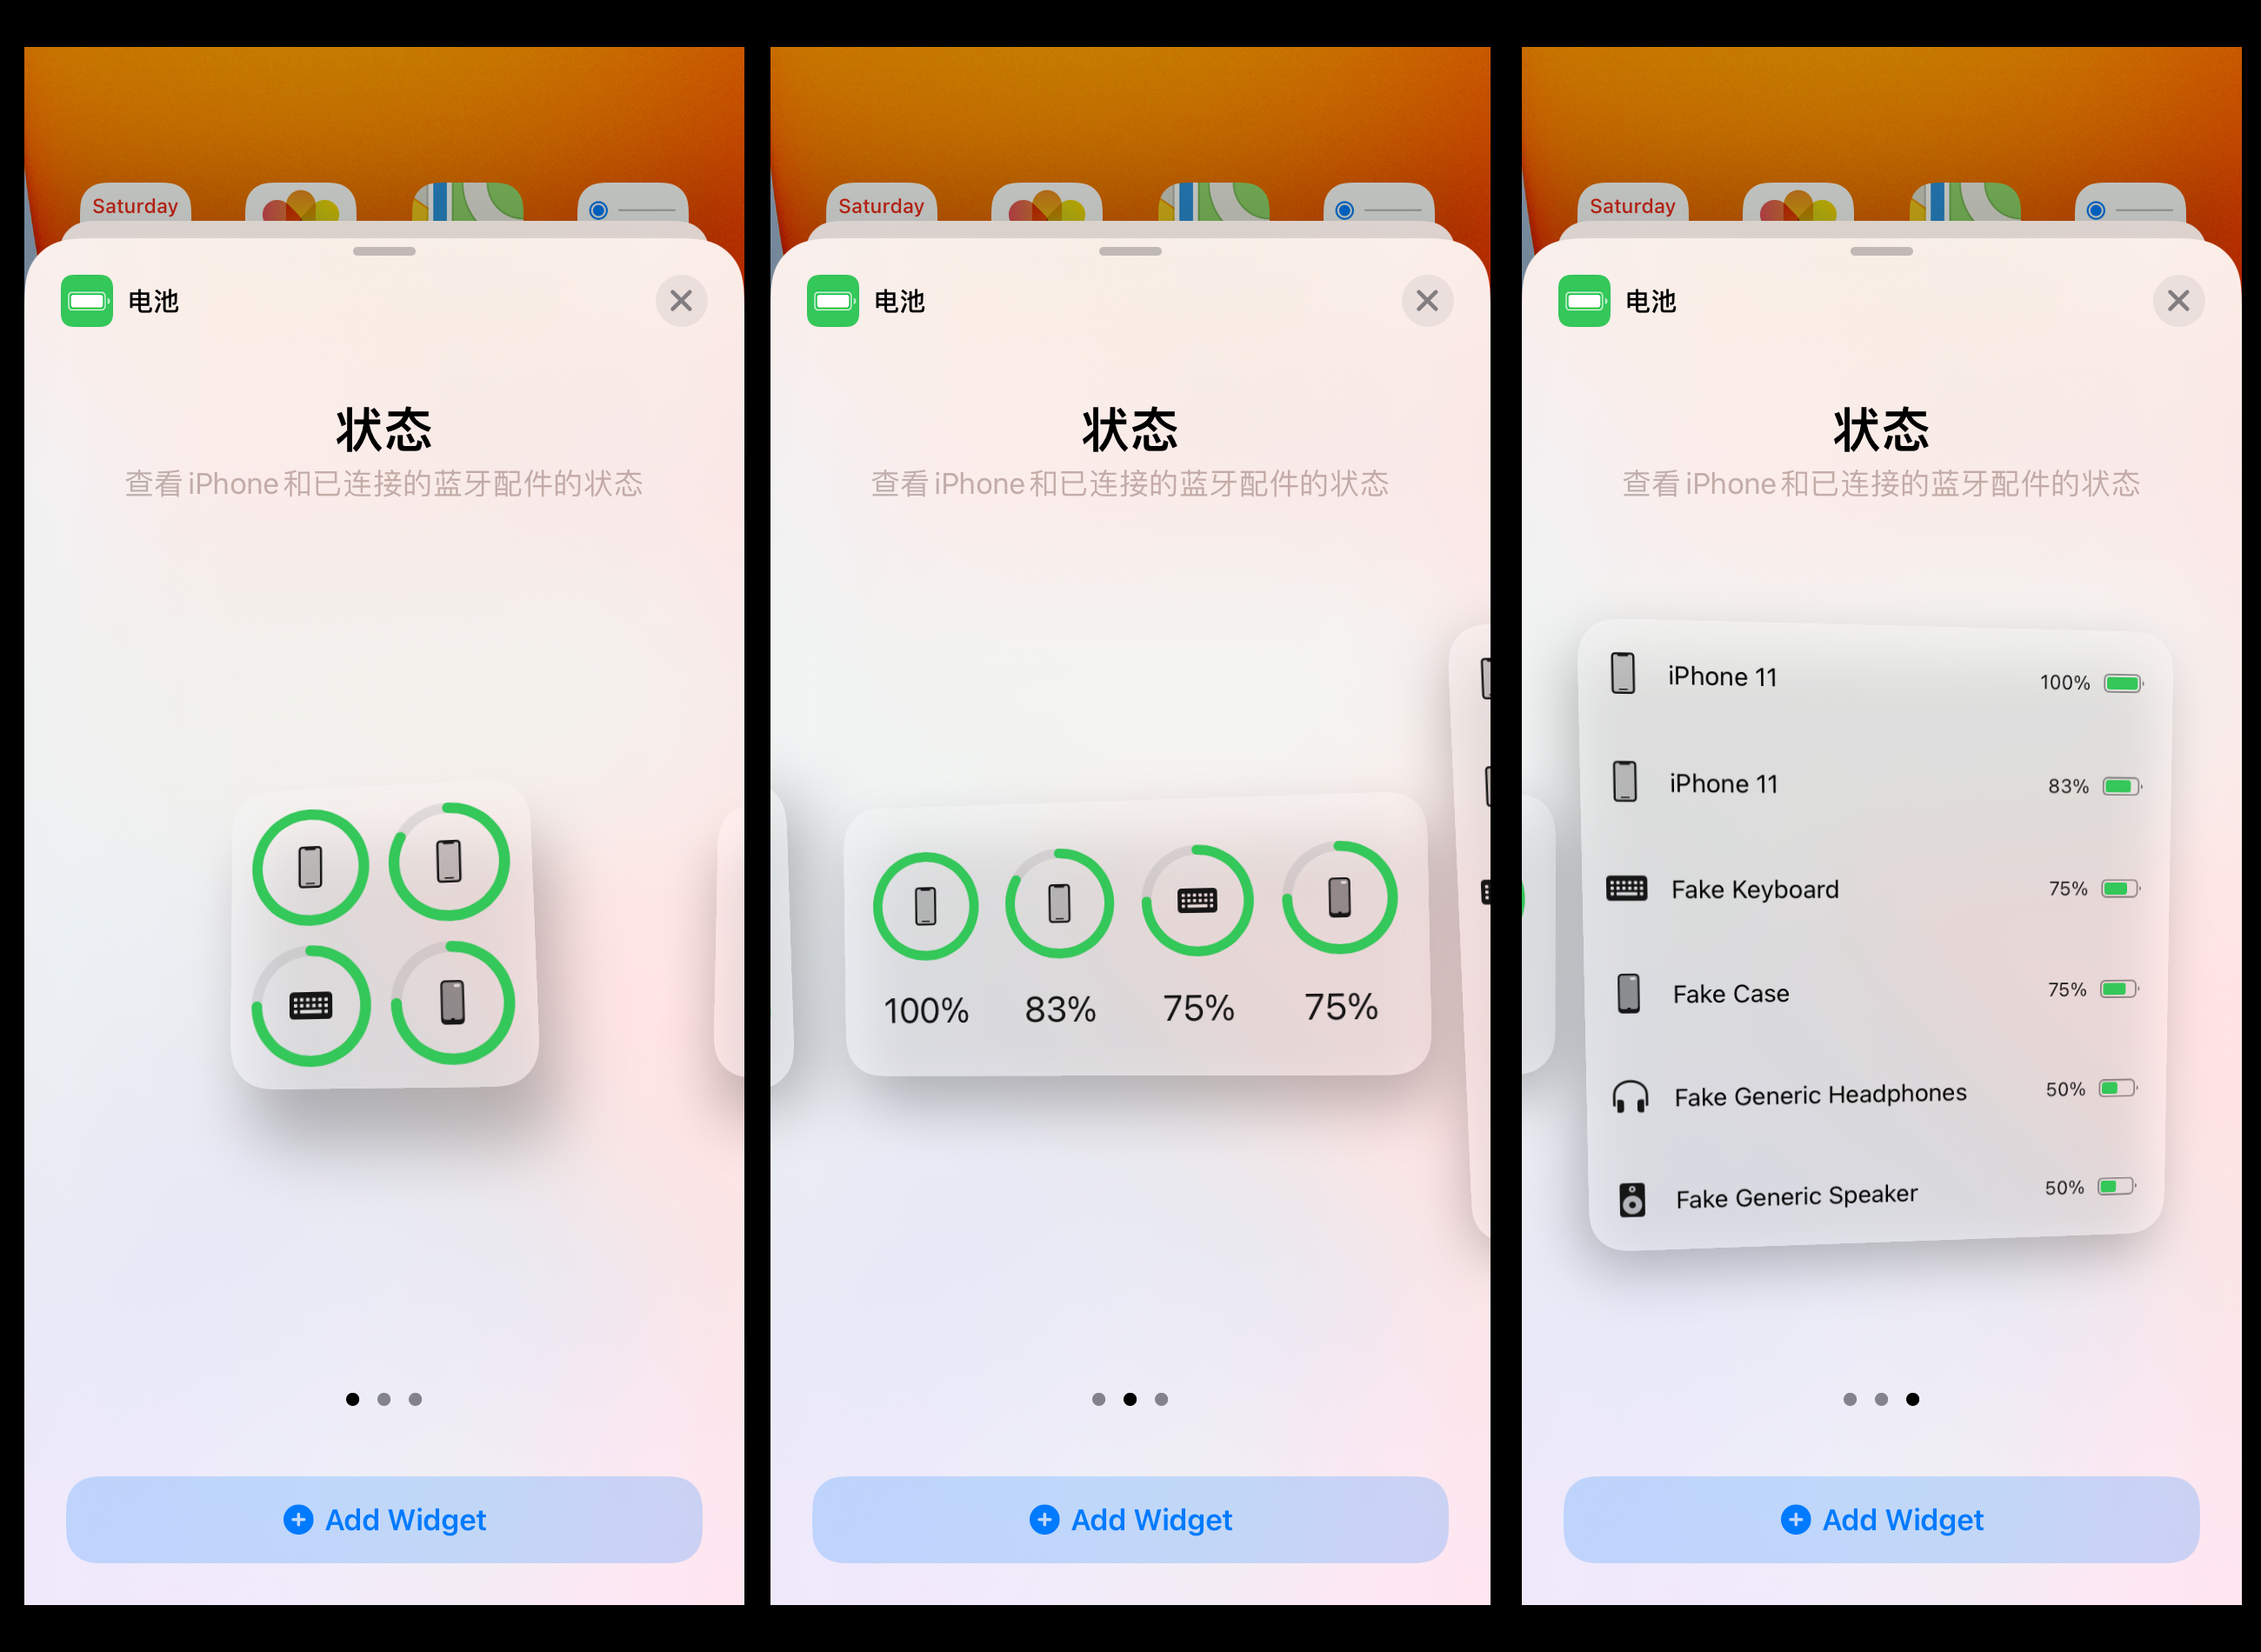 Saturday
电池
状态
查看 iPhone 和已连接的蓝牙配件的状态
Add Widget
Saturday
电池
状态
查看 iPhone 和已连接的蓝牙配件的状态
100% 83% 75% 75%
Add Widget
Saturday
电池
状态
查看 iPhone 和已连接的蓝牙配件的状态
iPhone 11 100%
iPhone 11 83%
Fake Keyboard 75%
Fake Case 75%
Fake Generic Headphones 50%
Fake Generic Speaker 50%
Add Widget